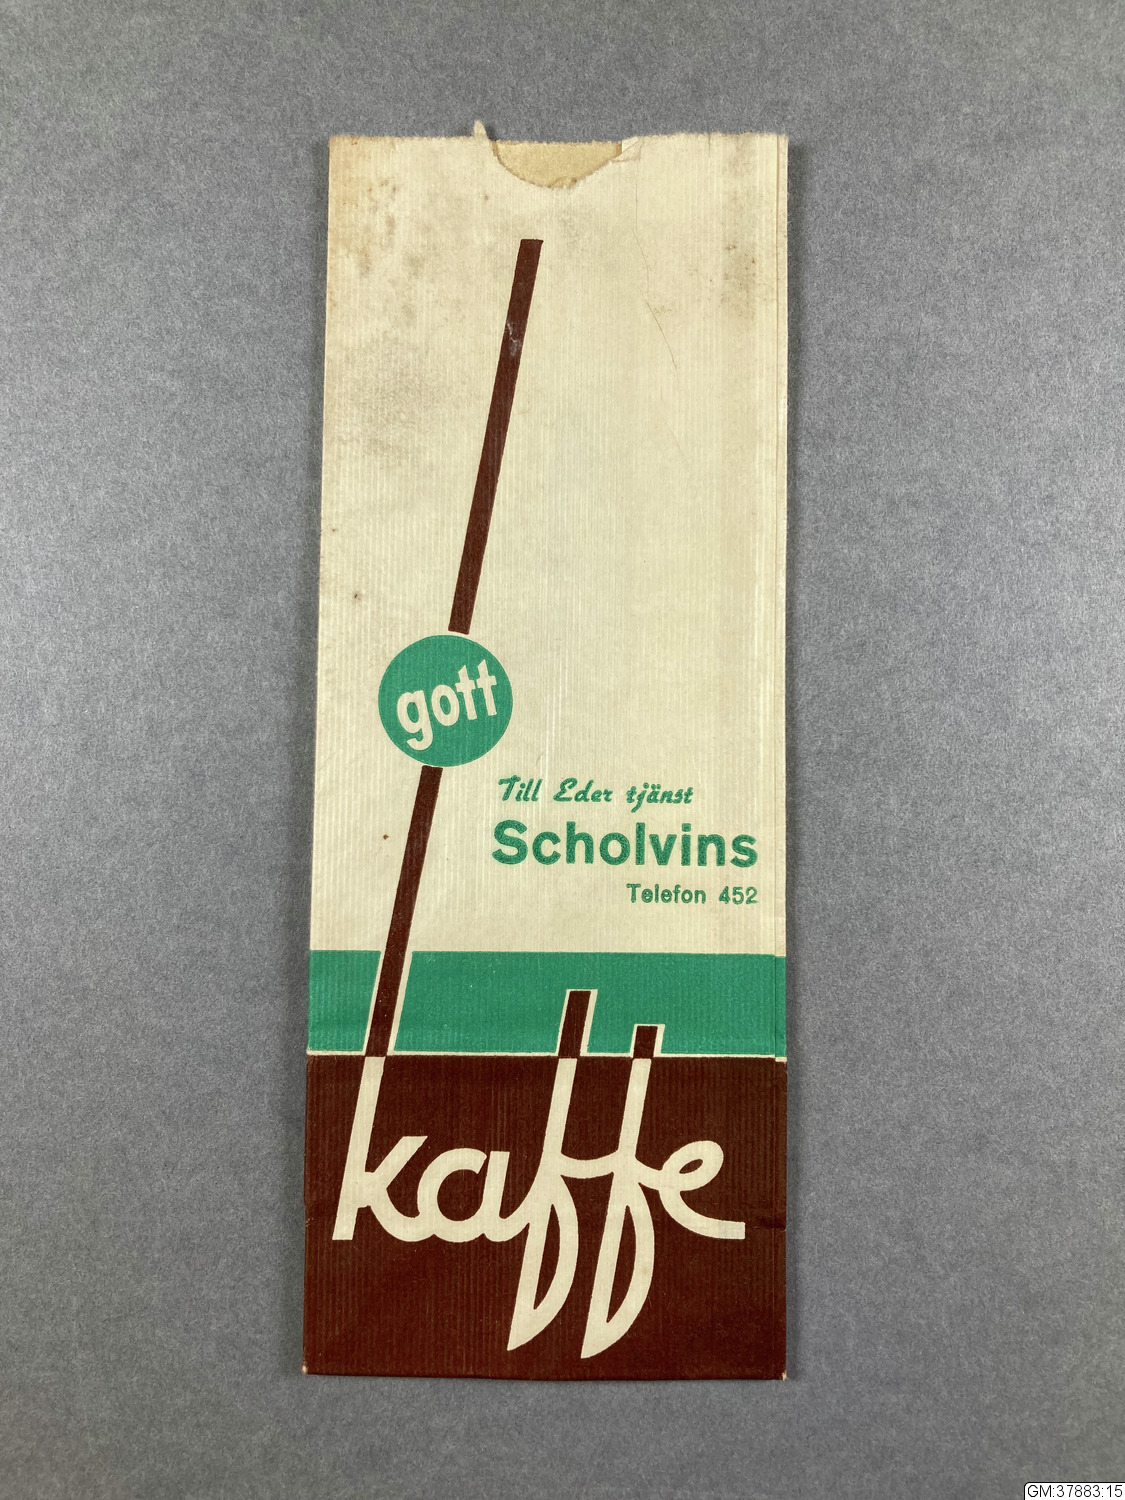 gott
Till Eder tjänst
Scholvins
Telefon 452
kaffe
GM:37883:15